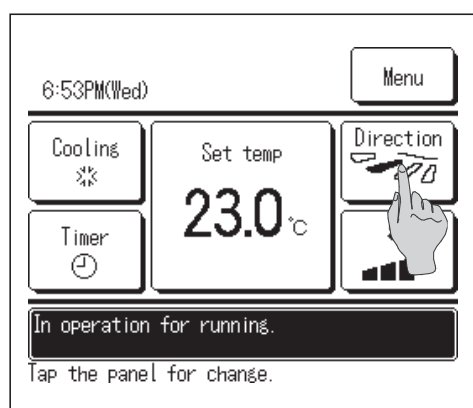 6:53PM(Wed)
Menu
Cooling
Set temp
Direction
23.0°C
Timer
In operation for running.
Tap the panel for change.